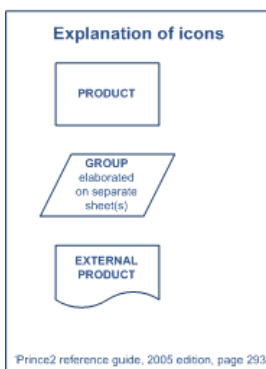 Explanation of icons
PRODUCT
GROUP
elaborated
on separate
sheet(s)
EXTERNAL
PRODUCT
'Prince2 reference guide, 2005 edition, page 293